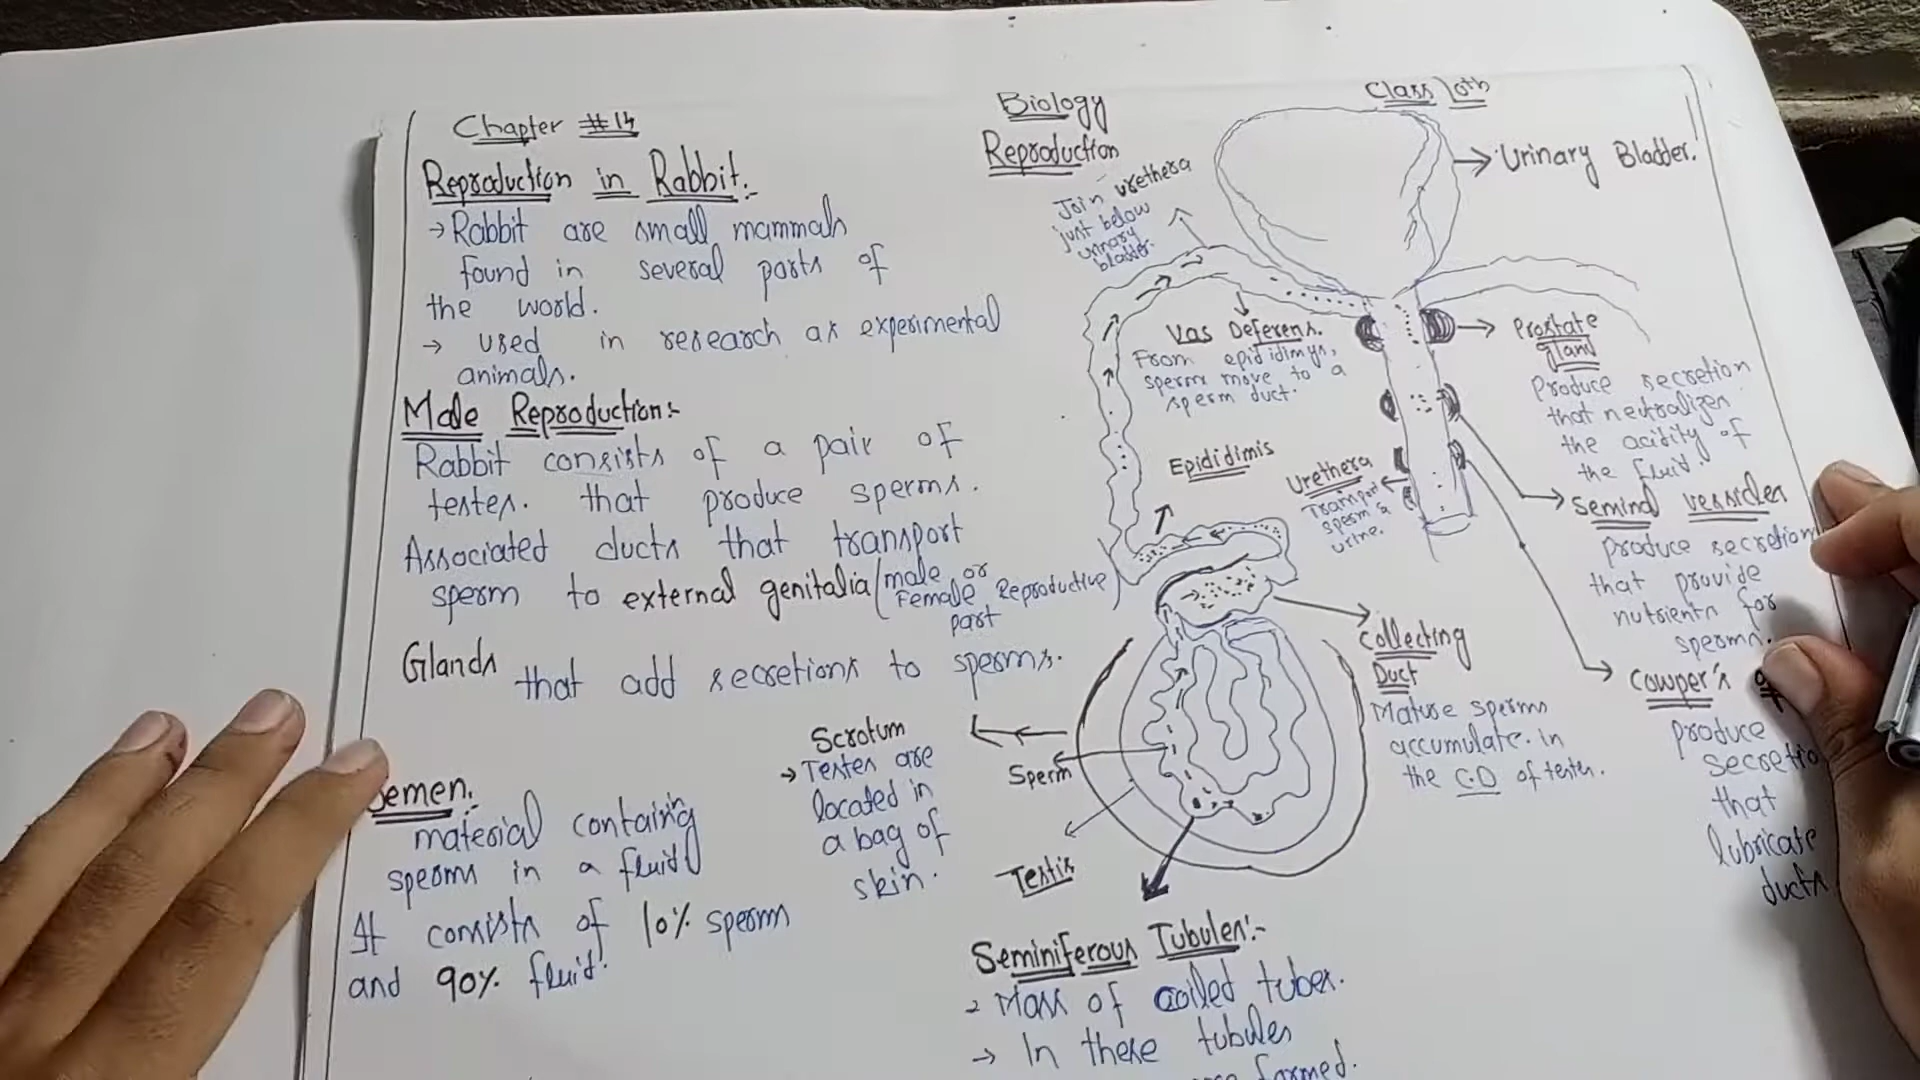 Chapter #14
Biology
Class 10th
Reproduction
Reproduction in Rabbit:-
→ Rabbit are small mammals
found in several parts of
the world.
→ used in research as experimental
animals.
Male Reproduction:-
Rabbit consists of a pair of
testes. that produce sperms.
Associated ducts that transport
sperm to external genitalia (male or
Female Reproductive
part
Glands that add secretions to sperms.
Semen:
material containg
sperms in a fluid
It consists of 10% sperms
and 90% fluid.
Scrotum
→ Testes are
located in
a bag of
skin.
Join urethera
just below
urinary
bladder.
Urinary Bladder.
Vas Deferens.
From epididimys,
sperm move to a
sperm duct.
Epididimis
Urethera
Transport
sperm &
urine.
Prostate
gland
Produce secretion
that neutralizes
the acidity of
the fluid.
Seminal vessicles
produce secretion
that provide
nutrients for
sperms.
Cowper's
produce
that
lubricate
ducts
Collecting
Duct
Mature sperms
accumulate. in
the C.D of testes.
Sperm
Testis
Seminiferous Tubules:-
→ Mass of coiled tubes.
→ In these tubules
formed.